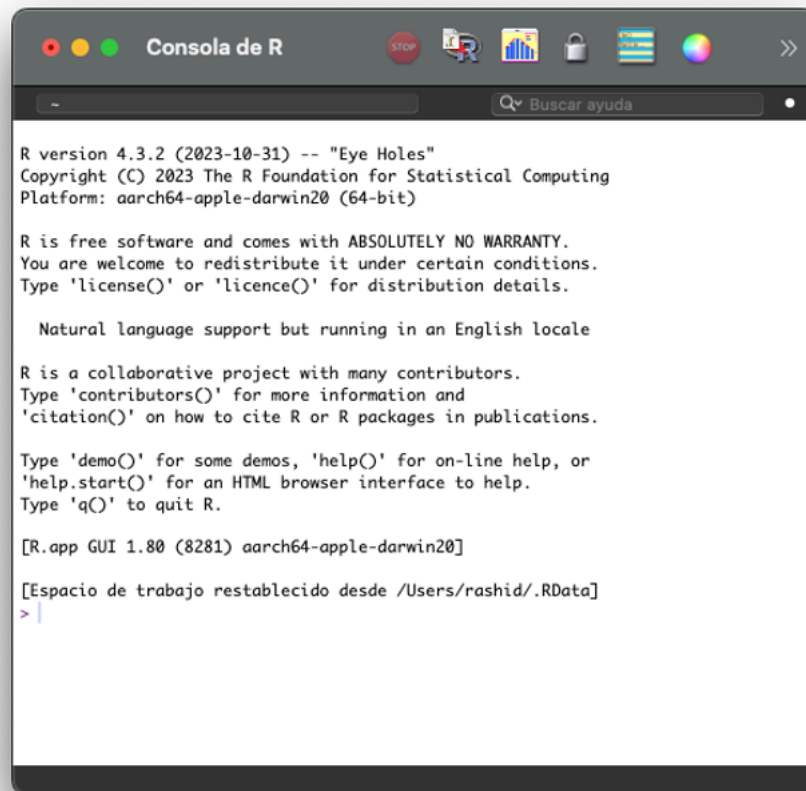 Consola de R
STOP
~
Buscar ayuda
R version 4.3.2 (2023-10-31) -- "Eye Holes"
Copyright (C) 2023 The R Foundation for Statistical Computing
Platform: aarch64-apple-darwin20 (64-bit)
R is free software and comes with ABSOLUTELY NO WARRANTY.
You are welcome to redistribute it under certain conditions.
Type 'license()' or 'licence()' for distribution details.
Natural language support but running in an English locale
R is a collaborative project with many contributors.
Type 'contributors()' for more information and
'citation()' on how to cite R or R packages in publications.
Type 'demo()' for some demos, 'help()' for on-line help, or
'help.start()' for an HTML browser interface to help.
Type 'q()' to quit R.
[R.app GUI 1.80 (8281) aarch64-apple-darwin20]
[Espacio de trabajo restablecido desde /Users/rashid/.RData]
>